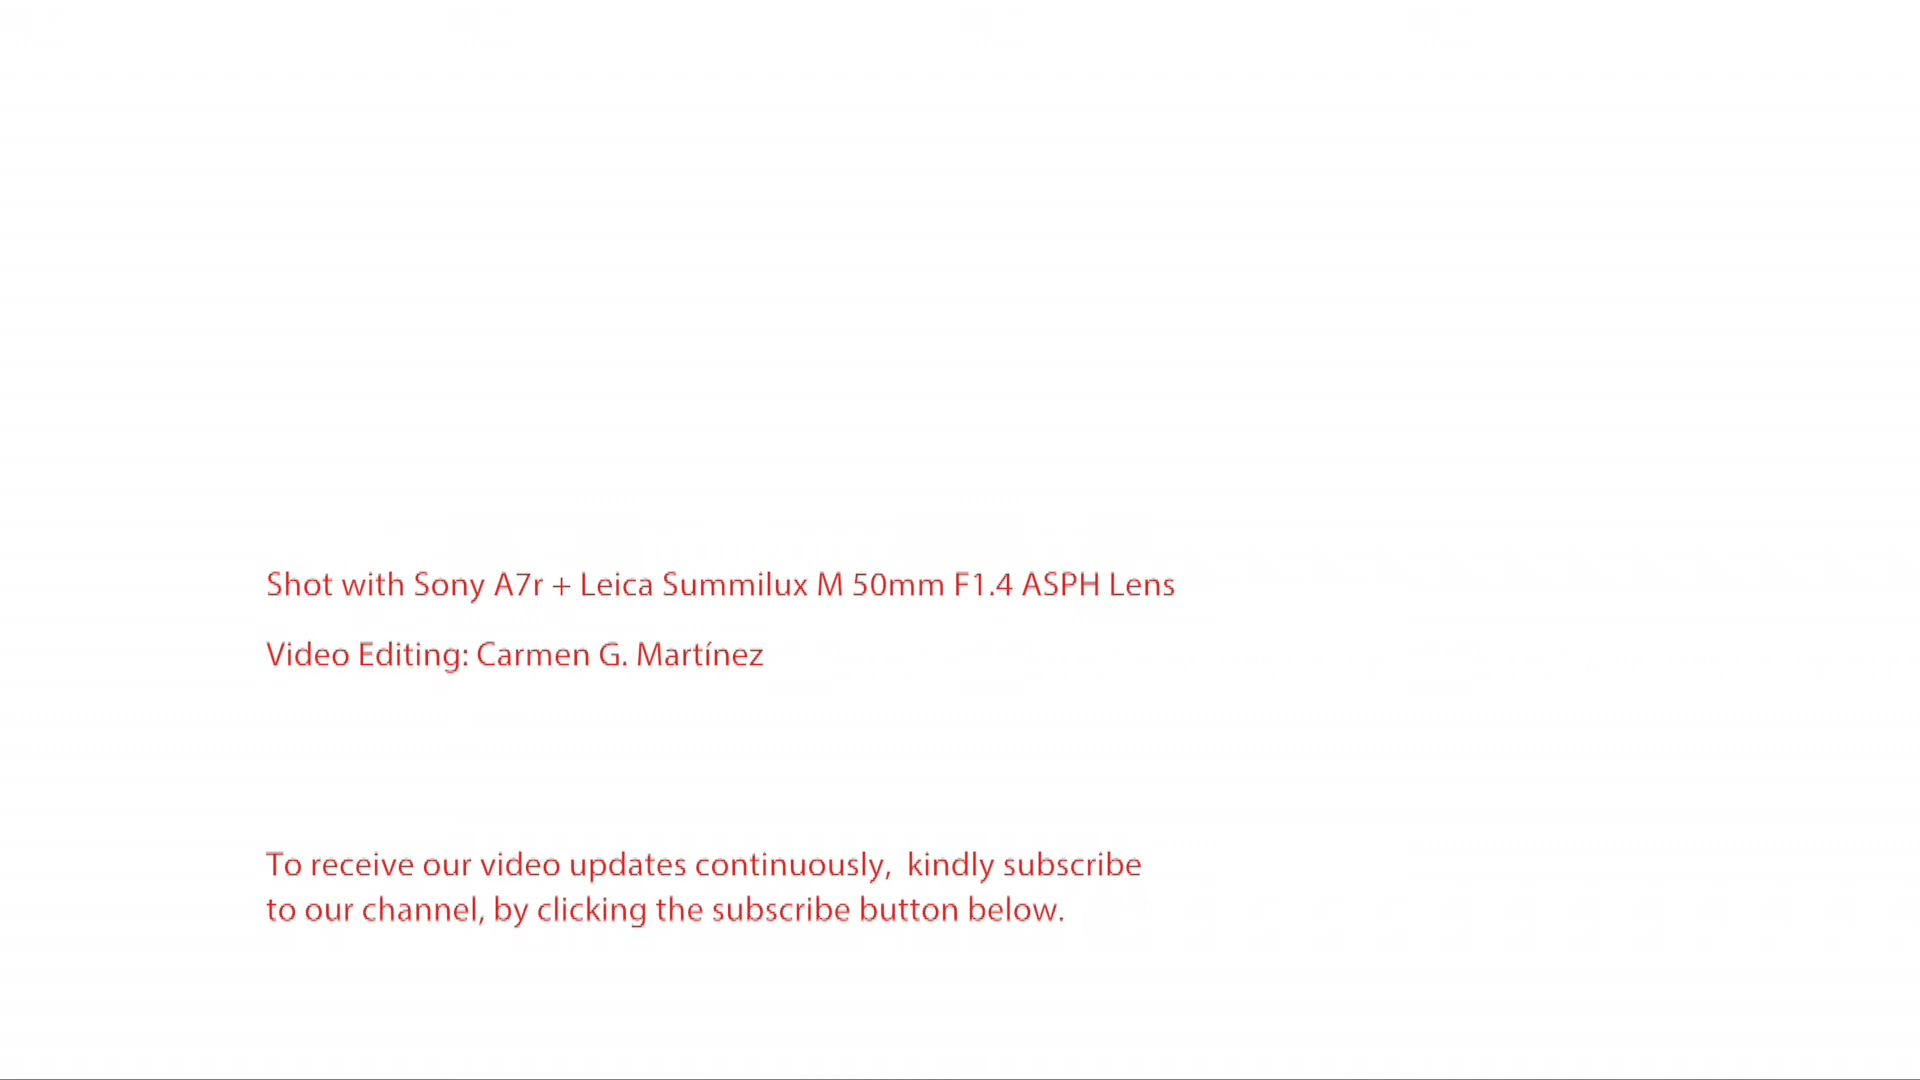 Shot with Sony A7r + Leica Summilux M 50mm F1.4 ASPH Lens
Video Editing: Carmen G. Martínez
To receive our video updates continuously,  kindly subscribe
to our channel, by clicking the subscribe button below.